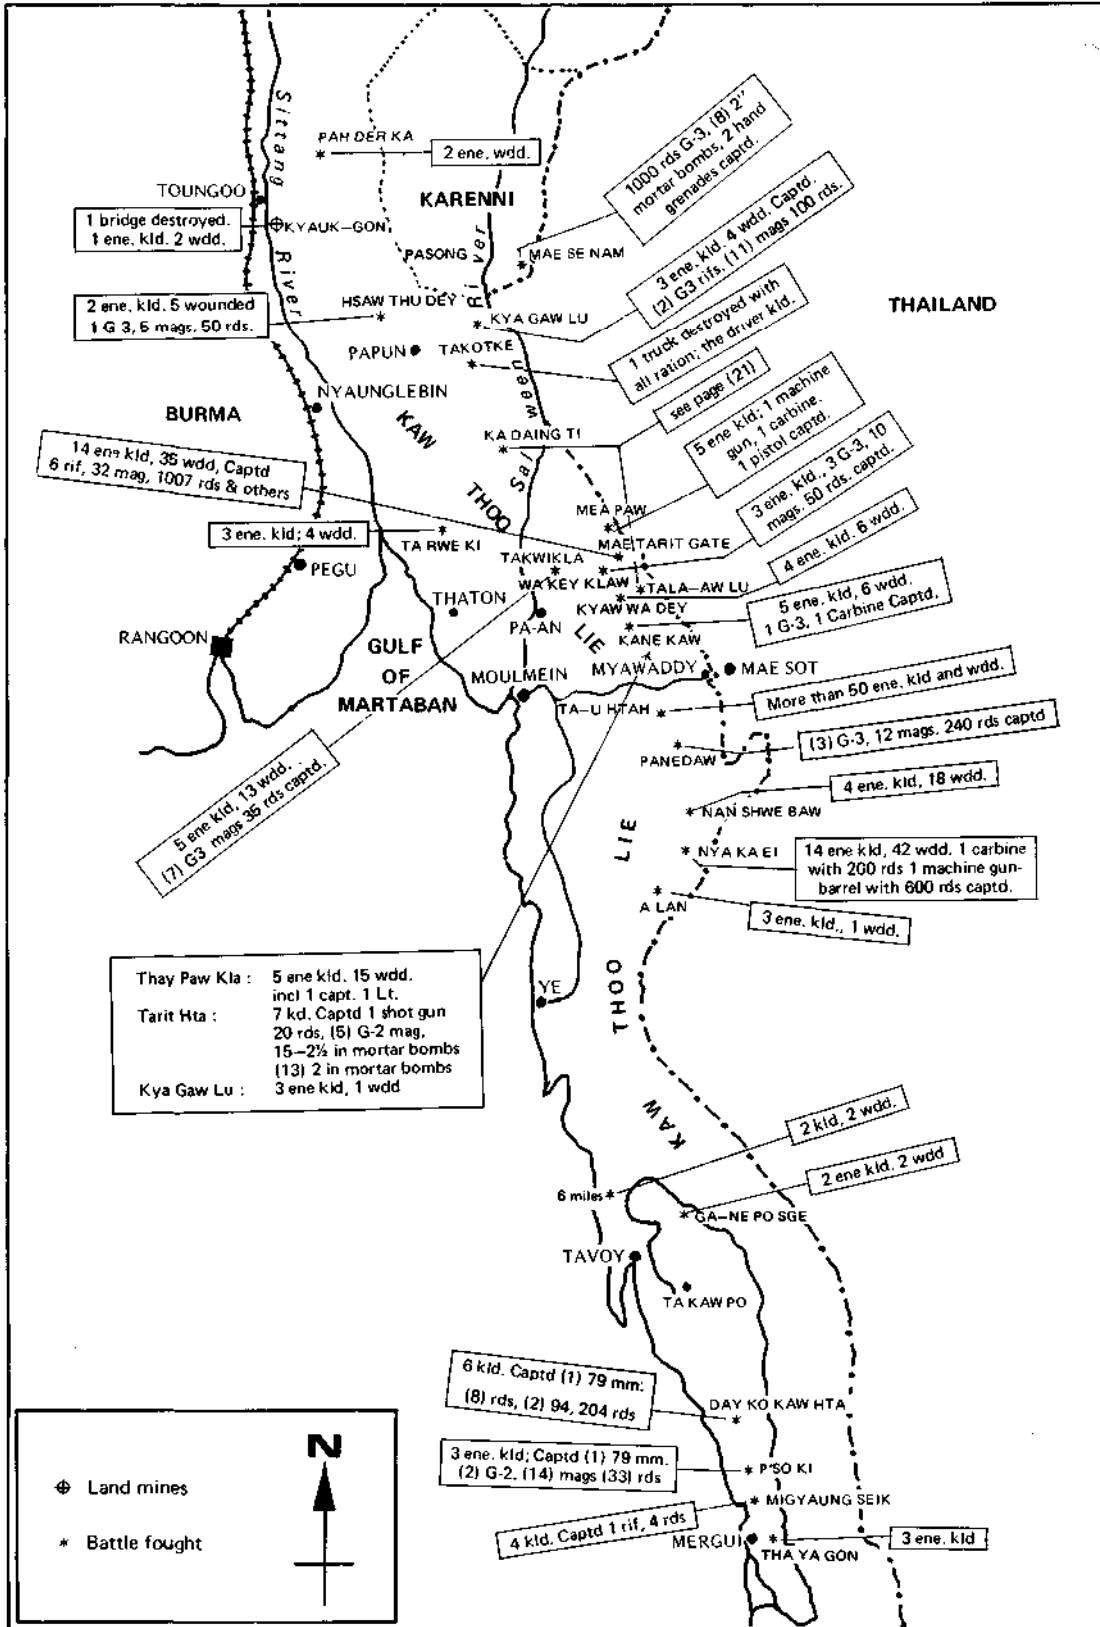 Sittang
River
PAH DER KA
2 ene. wdd.
TOUNGOO
KARENNI
1 bridge destroyed.
1 ene. kld. 2 wdd.
KYAUK-GON
1000 rds G-3, (8) 2"
mortar bombs, 2 hand
grenades captd.
PASONG
MAE SE NAM
3 ene. kld. 4 wdd. Captd.
(2) G3 rifs, (11) mags 100 rds.
THAILAND
2 ene. kld. 5 wounded
1 G 3, 6 mags. 50 rds.
HSAW THU DEY
KYA GAW LU
Salween
River
PAPUN
TAKOTKE
1 truck destroyed with
all ration; the driver kld.
NYAUNGLEBIN
BURMA
KAW
THOO
LIE
see page (21)
KA DAING TI
5 ene kld; 1 machine
gun, 1 carbine.
1 pistol captd.
14 ene kld, 35 wdd, Captd
6 rif, 32 mag, 1007 rds & others
3 ene. kld., 3 G-3, 10
mags. 50 rds. captd.
MEA PAW
3 ene. kld; 4 wdd.
TA RWE KI
MAE TARIT GATE
4 ene. kld. 6 wdd.
PEGU
TAKWIKLA
WA KEY KLAW
TALA-AW LU
THATON
KYAW WA DEY
5 ene. kld, 6 wdd.
1 G-3, 1 Carbine Captd.
PA-AN
KANE KAW
RANGOON
GULF
OF
MARTABAN
MOULMEIN
MYAWADDY
MAE SOT
TA-U HTAH
More than 50 ene. kld and wdd.
PANEDAW
(3) G-3, 12 mags. 240 rds captd
5 ene kld, 13 wdd.
(7) G3 mags 35 rds captd.
NAN SHWE BAW
4 ene. kld, 18 wdd.
NYA KA EI
14 ene kld, 42 wdd. 1 carbine
with 200 rds 1 machine gun-
barrel with 600 rds captd.
A LAN
3 ene. kld., 1 wdd.
LIE
THOO
KAW
Thay Paw Kla : 5 ene kld. 15 wdd.
incl 1 capt. 1 Lt.
Tarit Hta : 7 kd, Captd 1 shot gun
20 rds, (5) G-2 mag,
15-2½ in mortar bombs
(13) 2 in mortar bombs
Kya Gaw Lu : 3 ene kld, 1 wdd
YE
2 kld, 2 wdd.
6 miles
2 ene kld. 2 wdd
GA-NE PO SGE
TAVOY
TA KAW PO
6 kld. Captd (1) 79 mm:
(8) rds, (2) 94, 204 rds
DAY KO KAW HTA
3 ene. kld; Captd (1) 79 mm.
(2) G-2, (14) mags (33) rds
P'SO KI
MIGYAUNG SEIK
4 kld. Captd 1 rif, 4 rds
MERGUI
THA YA GON
3 ene. kld
N
Land mines
Battle fought